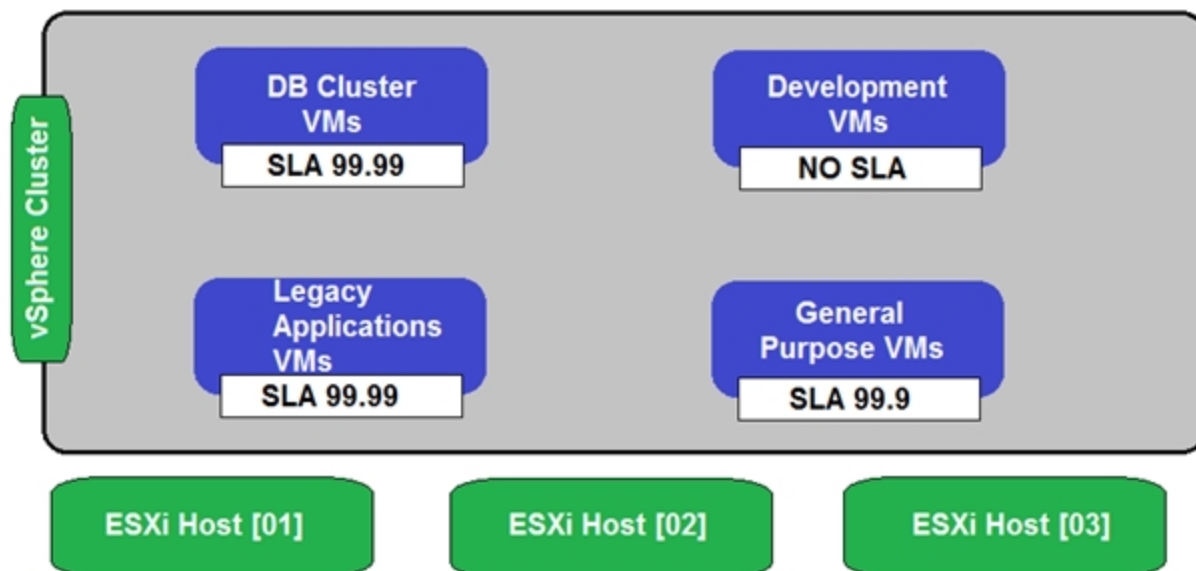 vSphere Cluster
DB Cluster
VMs
SLA 99.99
Development
VMs
NO SLA
Legacy
Applications
VMs
SLA 99.99
General
Purpose VMs
SLA 99.9
ESXi Host [01]
ESXi Host [02]
ESXi Host [03]